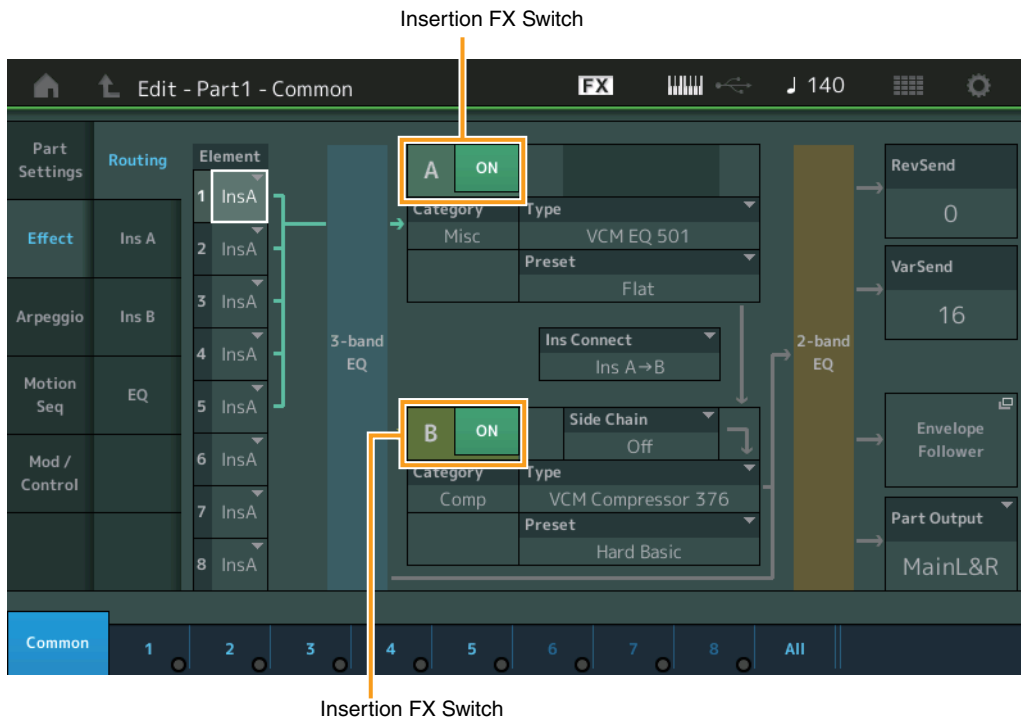 Insertion FX Switch
Edit - Part1 - Common
FX
♩ 140
Part
Settings
Effect
Arpeggio
Motion
Seq
Mod /
Control
Routing
Ins A
Ins B
EQ
Element
1 InsA
2 InsA
3 InsA
4 InsA
5 InsA
6 InsA
7 InsA
8 InsA
3-band
EQ
A ON
Category
Misc
Type
VCM EQ 501
Preset
Flat
Ins Connect
Ins A→B
B ON
Side Chain
Off
Category
Comp
Type
VCM Compressor 376
Preset
Hard Basic
2-band
EQ
RevSend
0
VarSend
16
Envelope
Follower
Part Output
MainL&R
Common 1 2 3 4 5 6 7 8 All
Insertion FX Switch